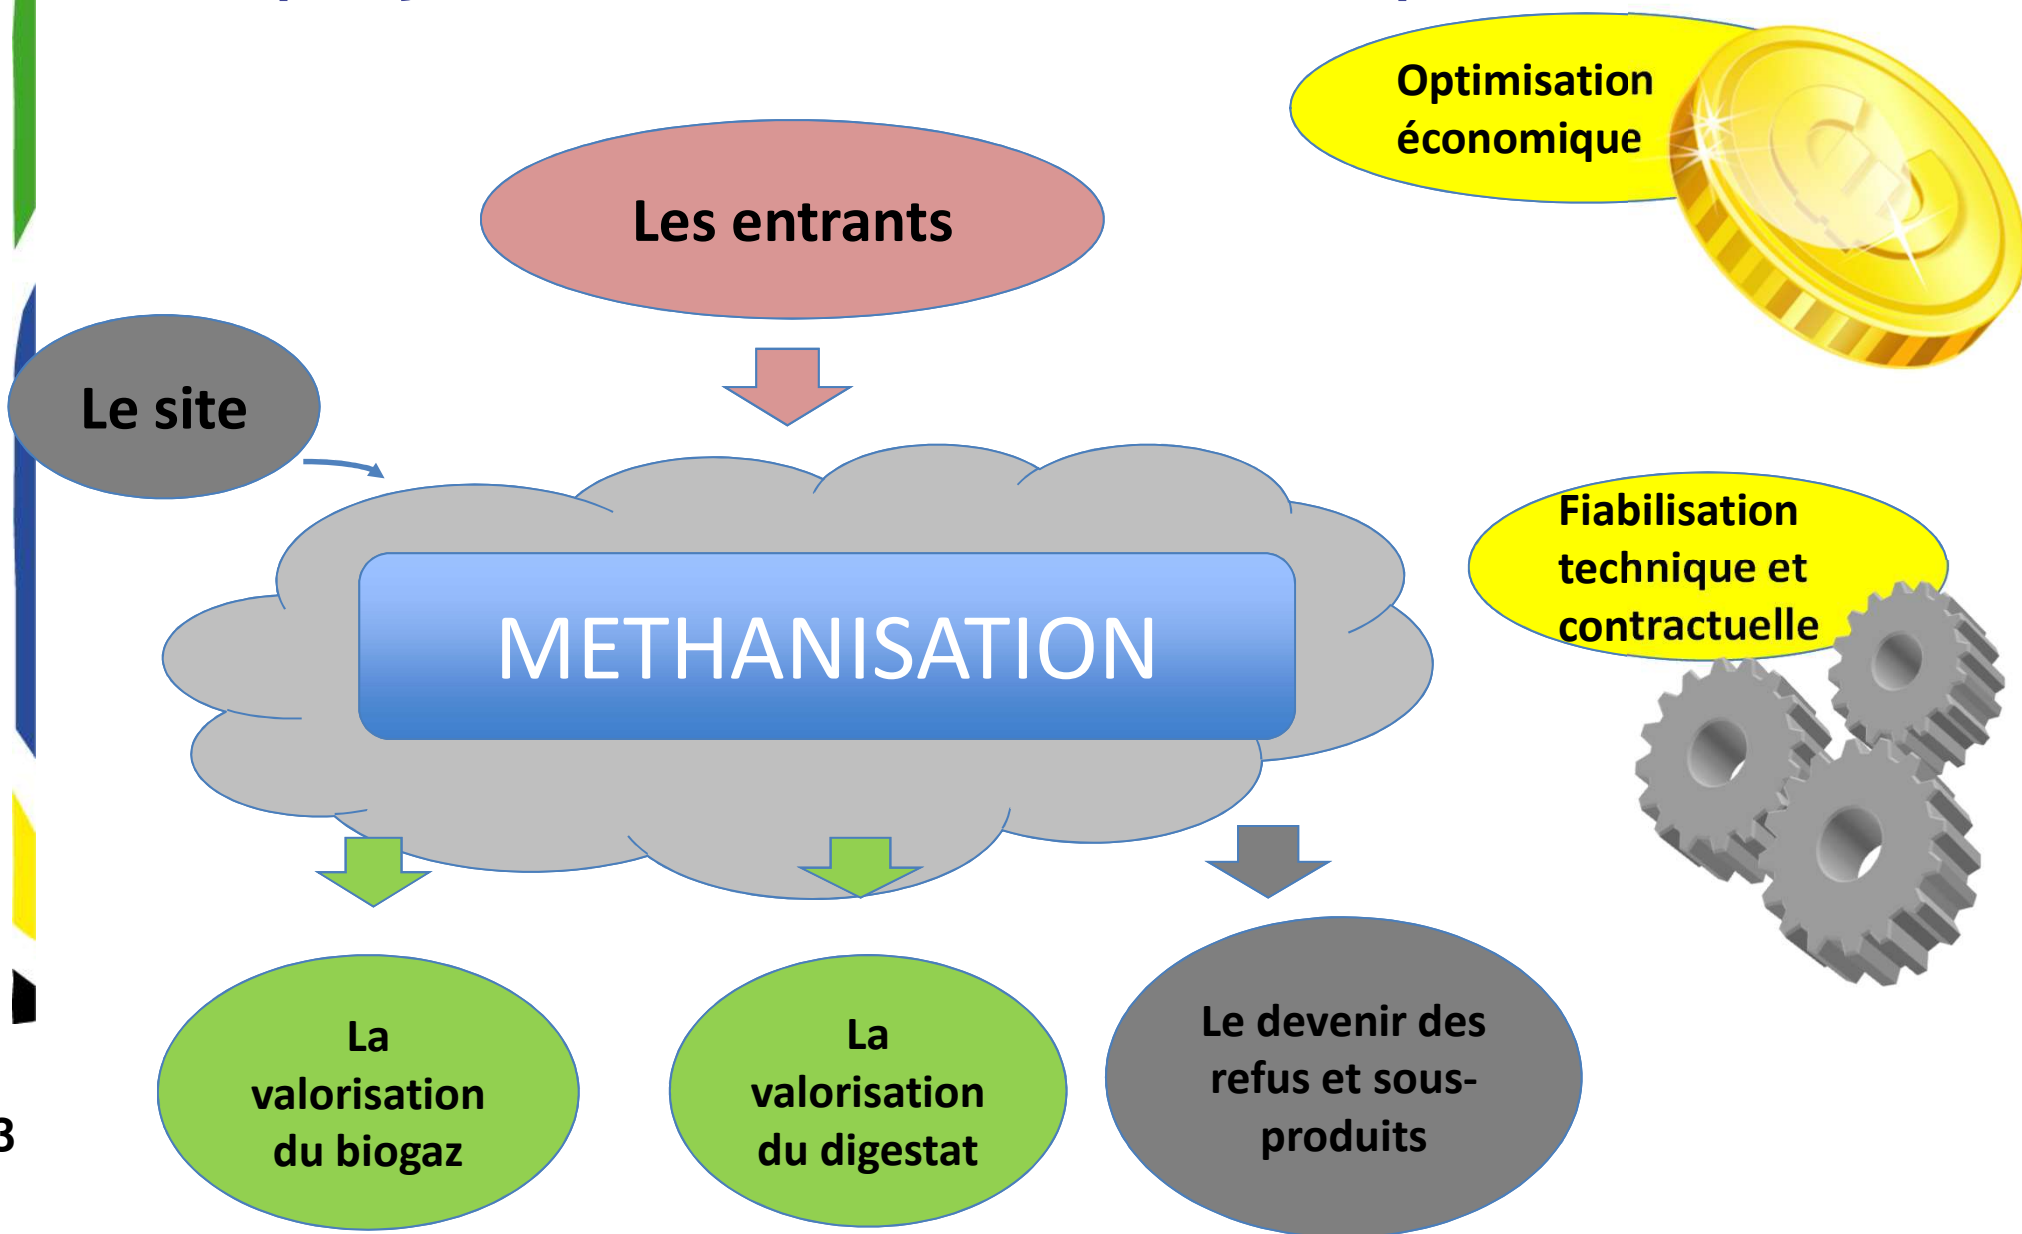 Optimisation
économique
Les entrants
Le site
Fiabilisation
technique et
contractuelle
METHANISATION
La
valorisation
du biogaz
La
valorisation
du digestat
Le devenir des
refus et sous-
produits
3